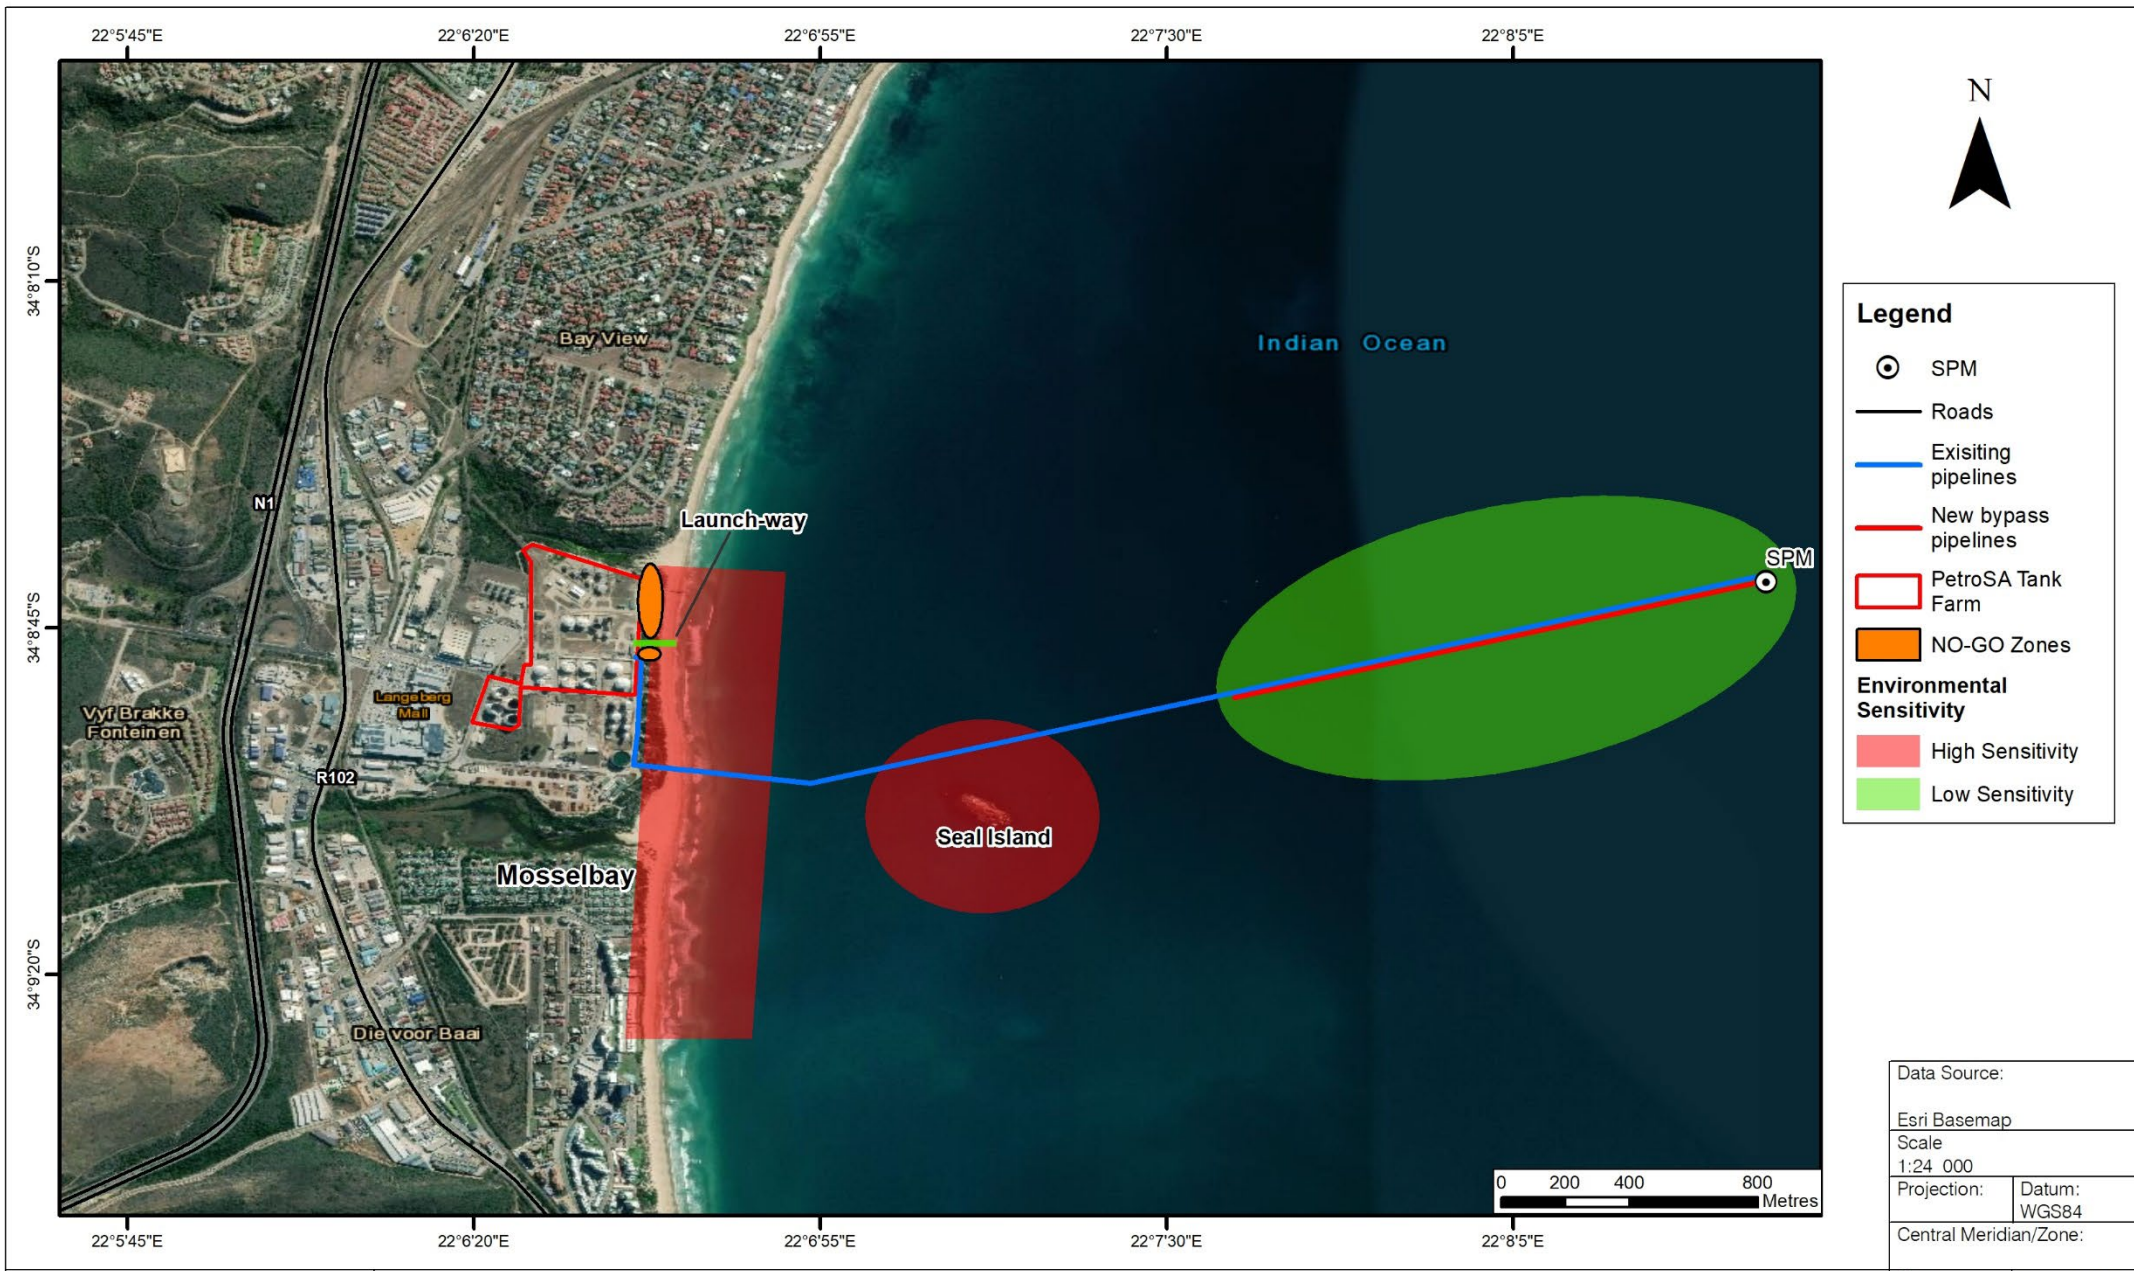 22°5'45"E
22°6'20"E
22°6'55"E
22°7'30"E
22°8'5"E
N
34°8'10"S
34°8'45"S
34°9'20"S
Bay View
Indian Ocean
N1
Launch-way
SPM
Langeberg
Mall
Vyf Brakke
Fonteinen
R102
Seal Island
Mosselbay
Die voor Baai
Legend
SPM
Roads
Exisiting
pipelines
New bypass
pipelines
PetroSA Tank
Farm
NO-GO Zones
Environmental
Sensitivity
High Sensitivity
Low Sensitivity
0 200 400 800
Metres
22°5'45"E
22°6'20"E
22°6'55"E
22°7'30"E
22°8'5"E
Data Source:
Esri Basemap
Scale
1:24 000
Projection:
Datum:
WGS84
Central Meridian/Zone: